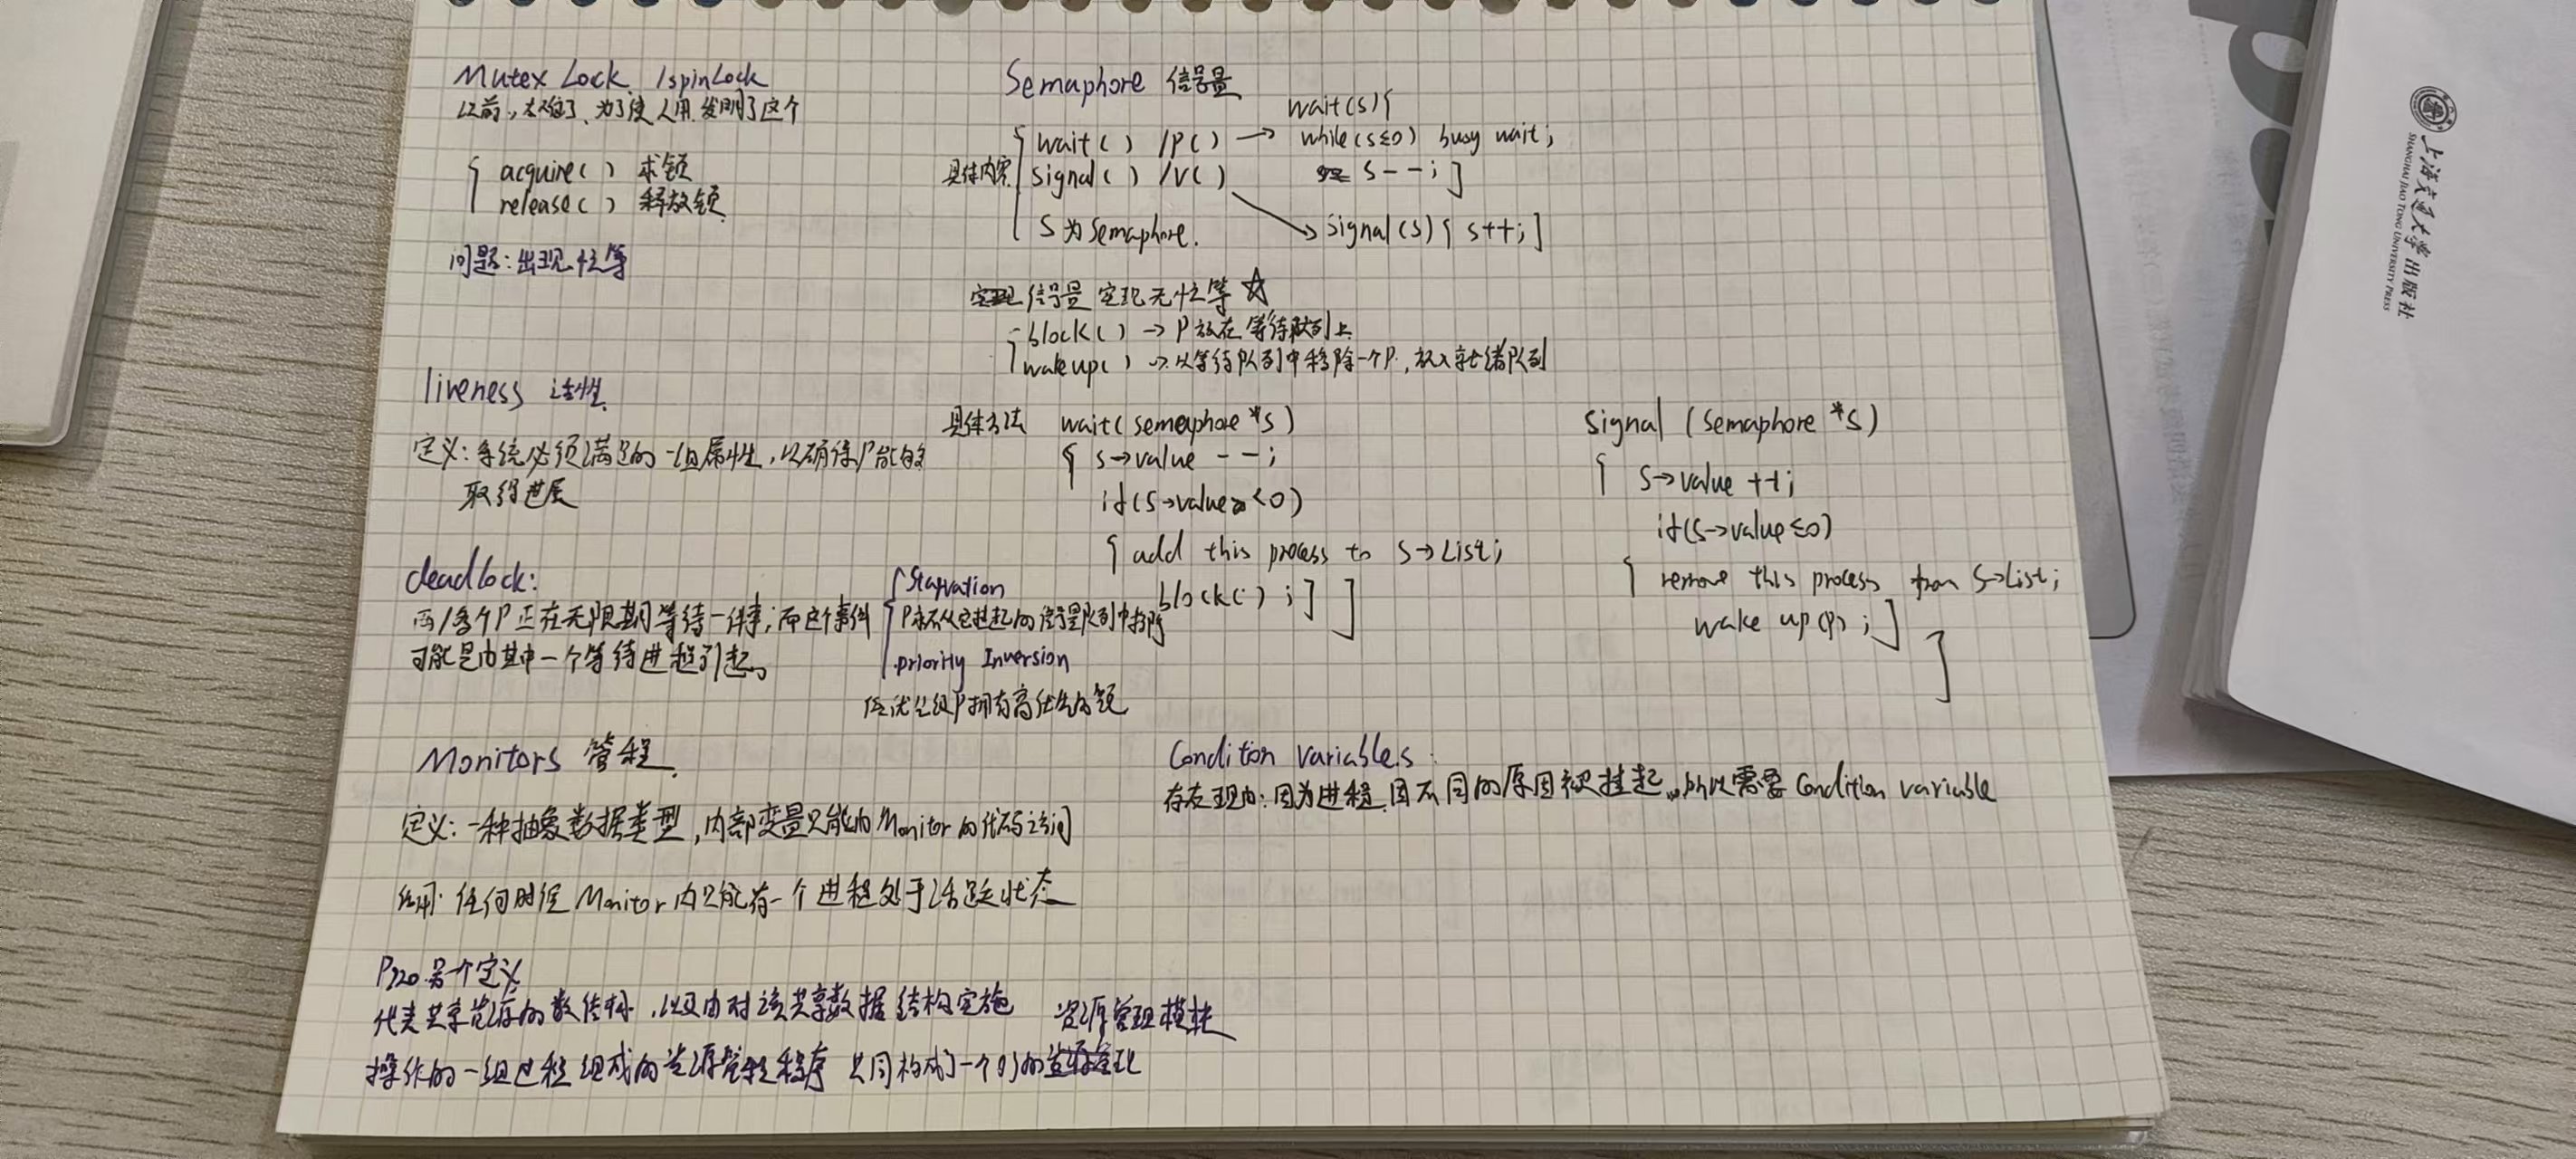 Mutex Lock /spinLock
以前,太难了、为了使人用,发明了这个
{ acquire( ) 求锁
release( ) 释放锁
问题:出现忙等
Semaphore 信号量
具体内容
{ wait( ) /P( ) →
signal( ) /V( )
S为Semaphore.
wait(S){
while(S≤0) busy wait;
S--; }
signal(S){ S++; }
信号量实现无忙等 ☆
{ block( ) → P放在等待队列上
wakeup( ) → 从等待队列中移除一个P,放入就绪队列
liveness 活性
定义:系统必须满足的一组属性,以确保P能够
取得进展
具体方法 wait(semaphore *S)
{ S→value --;
if(S→value<0)
{ add this process to S→List;
block( ); } }
signal (semaphore *S)
{ S→value ++;
if(S→value≤0)
{ remove this process from S→List;
wake up(P); }
}
deadlock:
两/多个P正在无限期等待一件事;而这个事件
可能是由其中一个等待进程引起。
{ Starvation
P永不从它挂起的信号量队列中移除
priority Inversion
低优先级P拥有高优先的锁
Monitors 管程
定义:一种抽象数据类型,内部变量只能由Monitor的代码访问
任何时候Monitor内只能有一个进程处于活跃状态
Conditon variables:
存在理由:因为进程因不同的原因被挂起,所以需要Condition variable
另一个定义
代表共享资源的数据结构,以及由对该共享数据结构实施
操作的一组过程组成的资源管理程序 共同构成了一个OS的
资源管理模块
上海交通大学出版社
SHANGHAI JIAO TONG UNIVERSITY PRESS